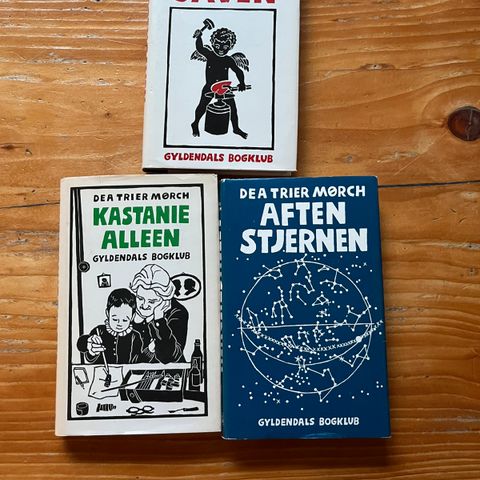 GYLDENDALS BOGKLUB
DEA TRIER MØRCH
KASTANIE
ALLEEN
GYLDENDALS BOGKLUB
DEA TRIER MØRCH
AFTEN
STJERNEN
GYLDENDALS BOGKLUB